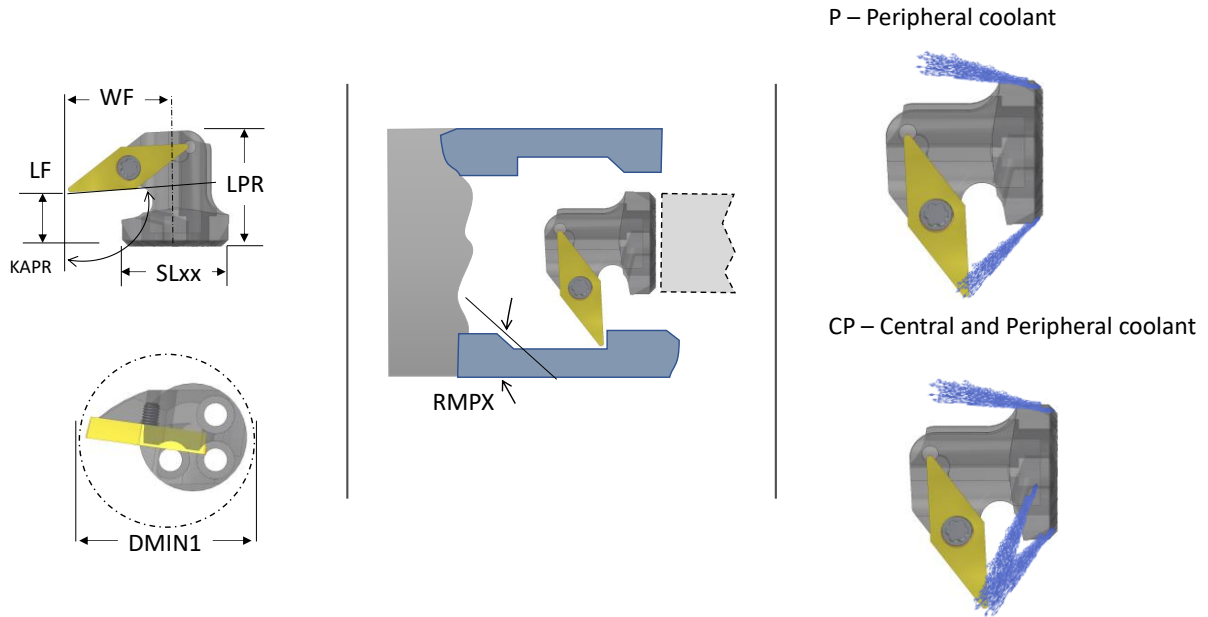 WF
LF
LPR
KAPR
SLxx
DMIN1
RMPX
P – Peripheral coolant
CP – Central and Peripheral coolant